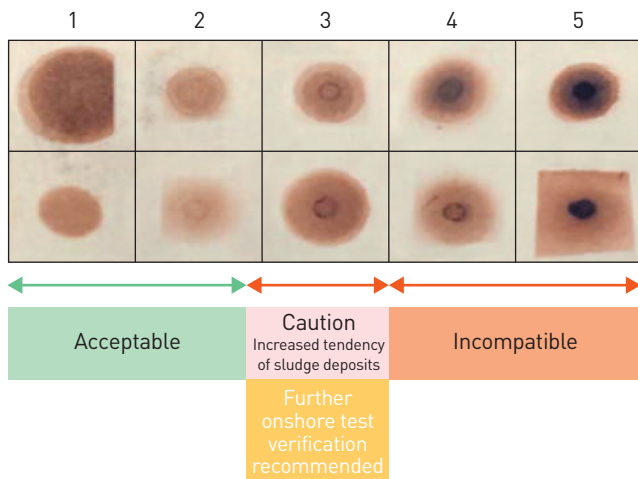 1 2 3 4 5
Acceptable
Caution
Increased tendency
of sludge deposits
Incompatible
Further
onshore test
verification
recommended